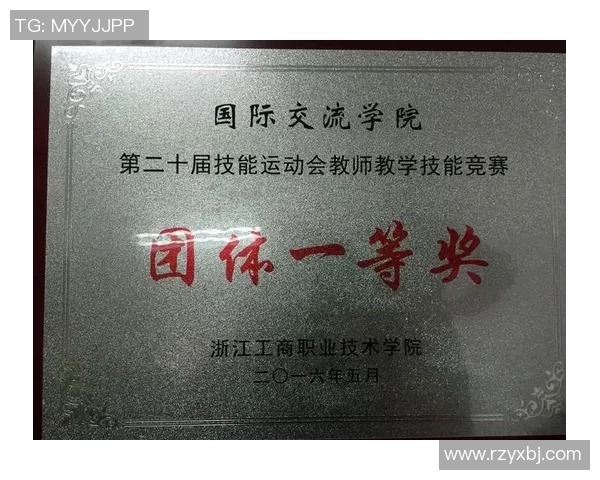 TG: MYYJJPP
国际交流学院
第二十届技能运动会教师教学技能竞赛
团体一等奖
浙江工商职业技术学院
二〇一六年五月
www.rzyxbj.com